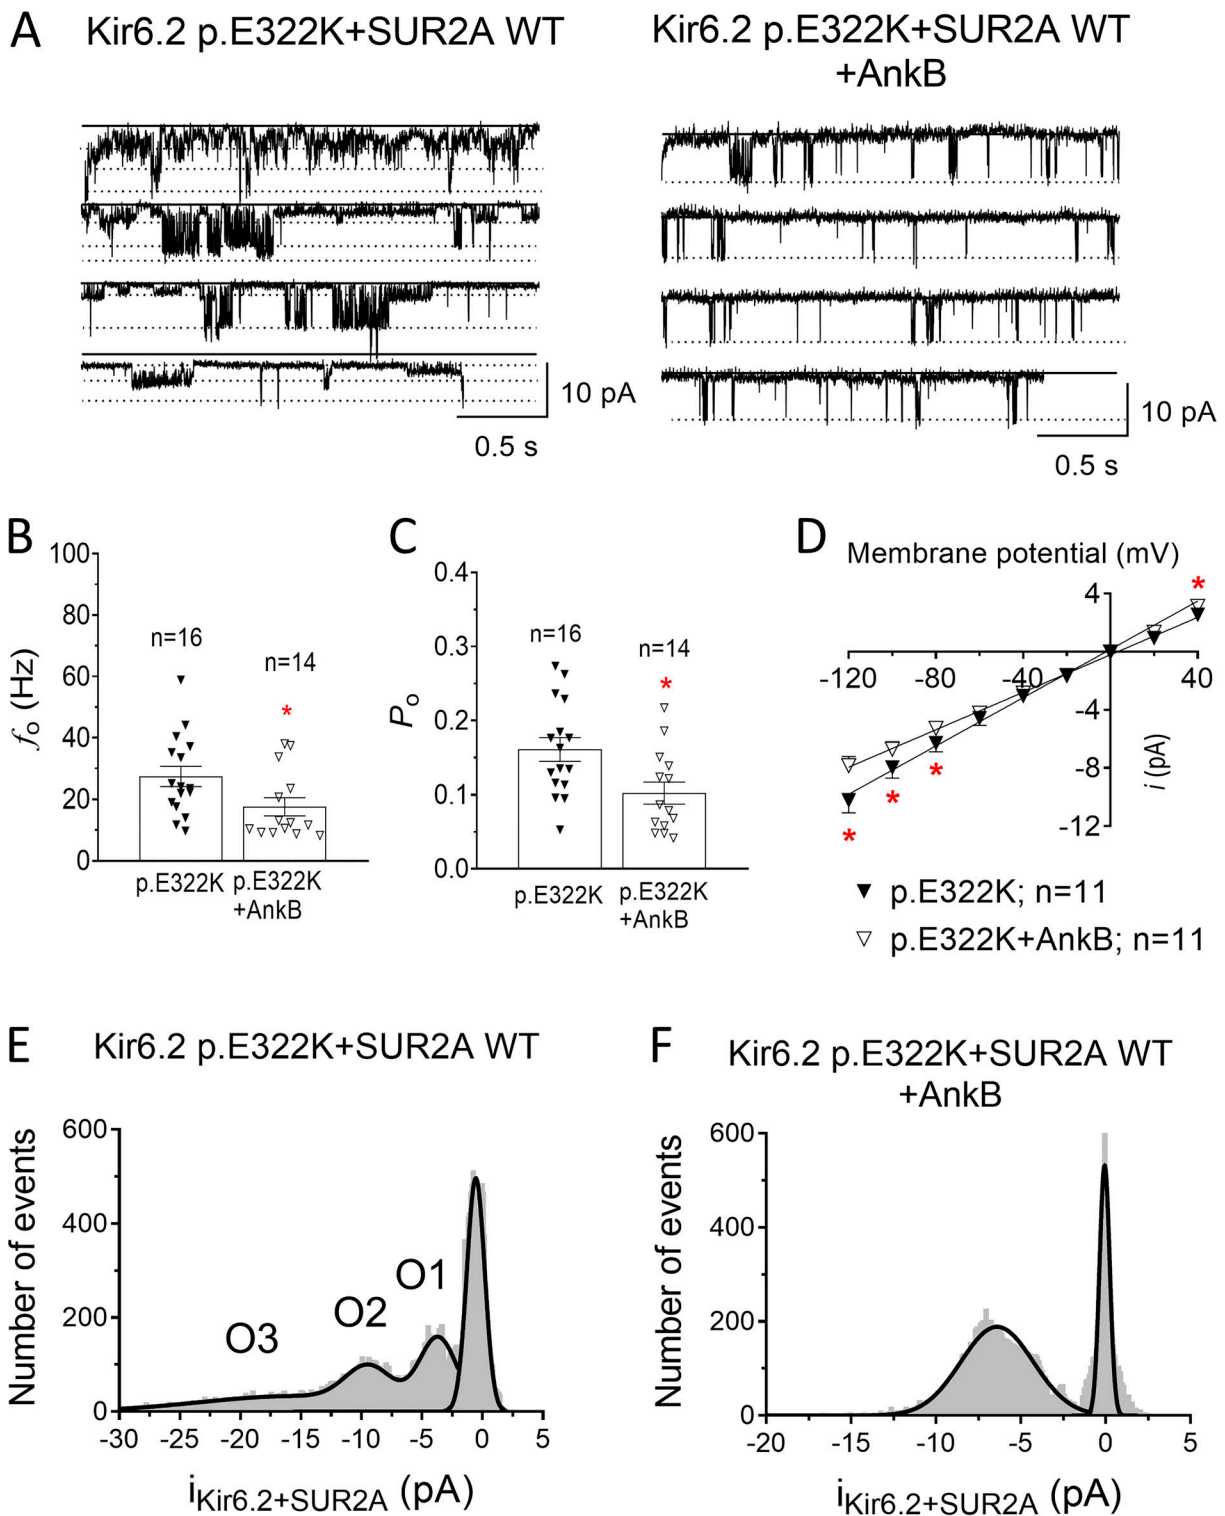 A
Kir6.2 p.E322K+SUR2A WT
Kir6.2 p.E322K+SUR2A WT
+AnkB
10 pA
0.5 s
10 pA
0.5 s
B
100
80
60
40
20
0
fo (Hz)
n=16
n=14
*
p.E322K
p.E322K
+AnkB
C
0.4
0.3
0.2
0.1
0.0
Po
n=16
n=14
*
p.E322K
p.E322K
+AnkB
D
Membrane potential (mV)
4
*
-120
-80
-40
40
-4
-8
-12
i (pA)
*
*
*
▼ p.E322K; n=11
▽ p.E322K+AnkB; n=11
E
Kir6.2 p.E322K+SUR2A WT
Number of events
600
400
200
0
O3
O2
O1
-30 -25 -20 -15 -10 -5 0 5
iKir6.2+SUR2A (pA)
F
Kir6.2 p.E322K+SUR2A WT
+AnkB
Number of events
600
400
200
0
-20 -15 -10 -5 0 5
iKir6.2+SUR2A (pA)